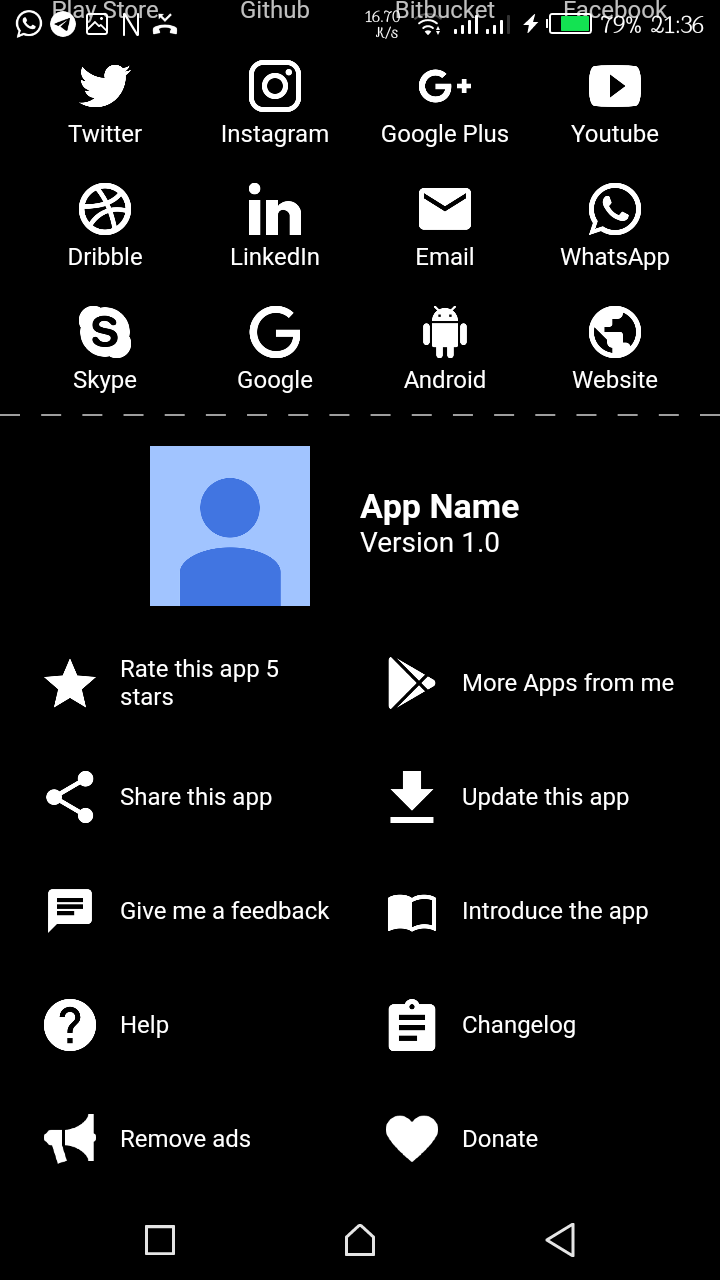 Play Store Github Bitbucket Facebook
16.70 K/s 79% 21:36
Twitter Instagram Google Plus Youtube
Dribble LinkedIn Email WhatsApp
Skype Google Android Website
App Name
Version 1.0
Rate this app 5
stars
More Apps from me
Share this app
Update this app
Give me a feedback
Introduce the app
Help
Changelog
Remove ads
Donate